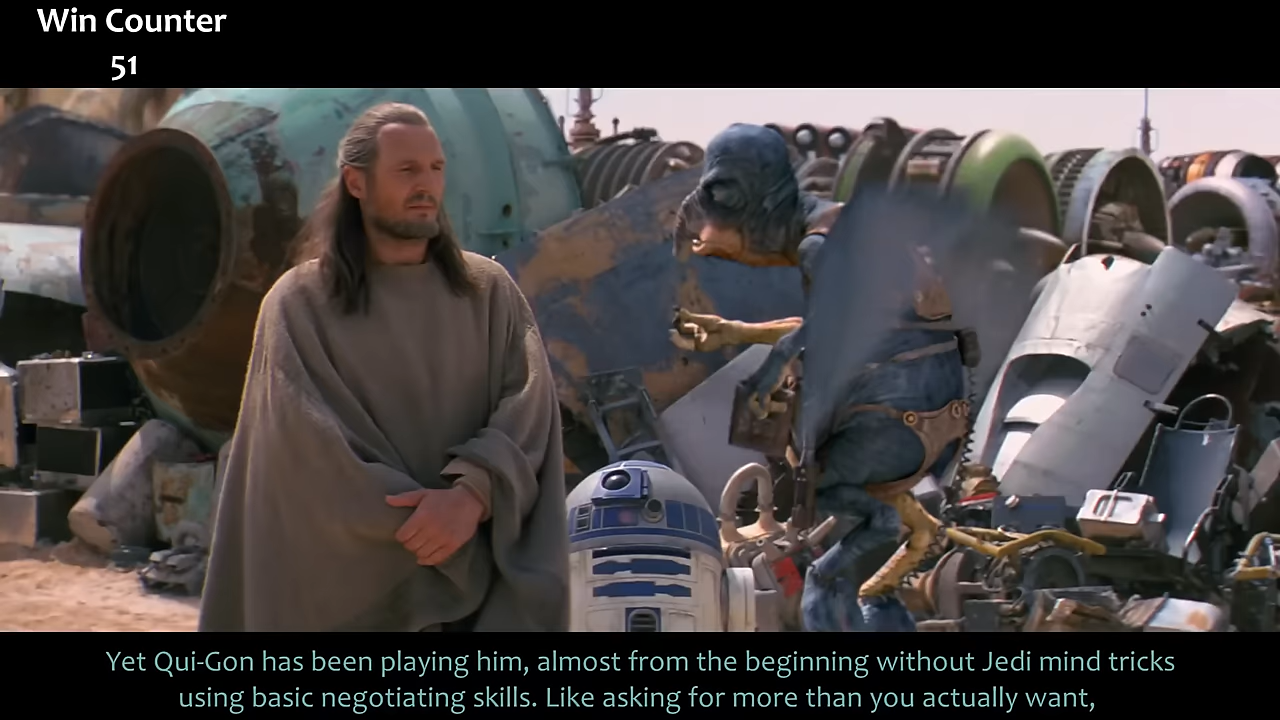 Win Counter
51
Yet Qui-Gon has been playing him, almost from the beginning without Jedi mind tricks
using basic negotiating skills. Like asking for more than you actually want,